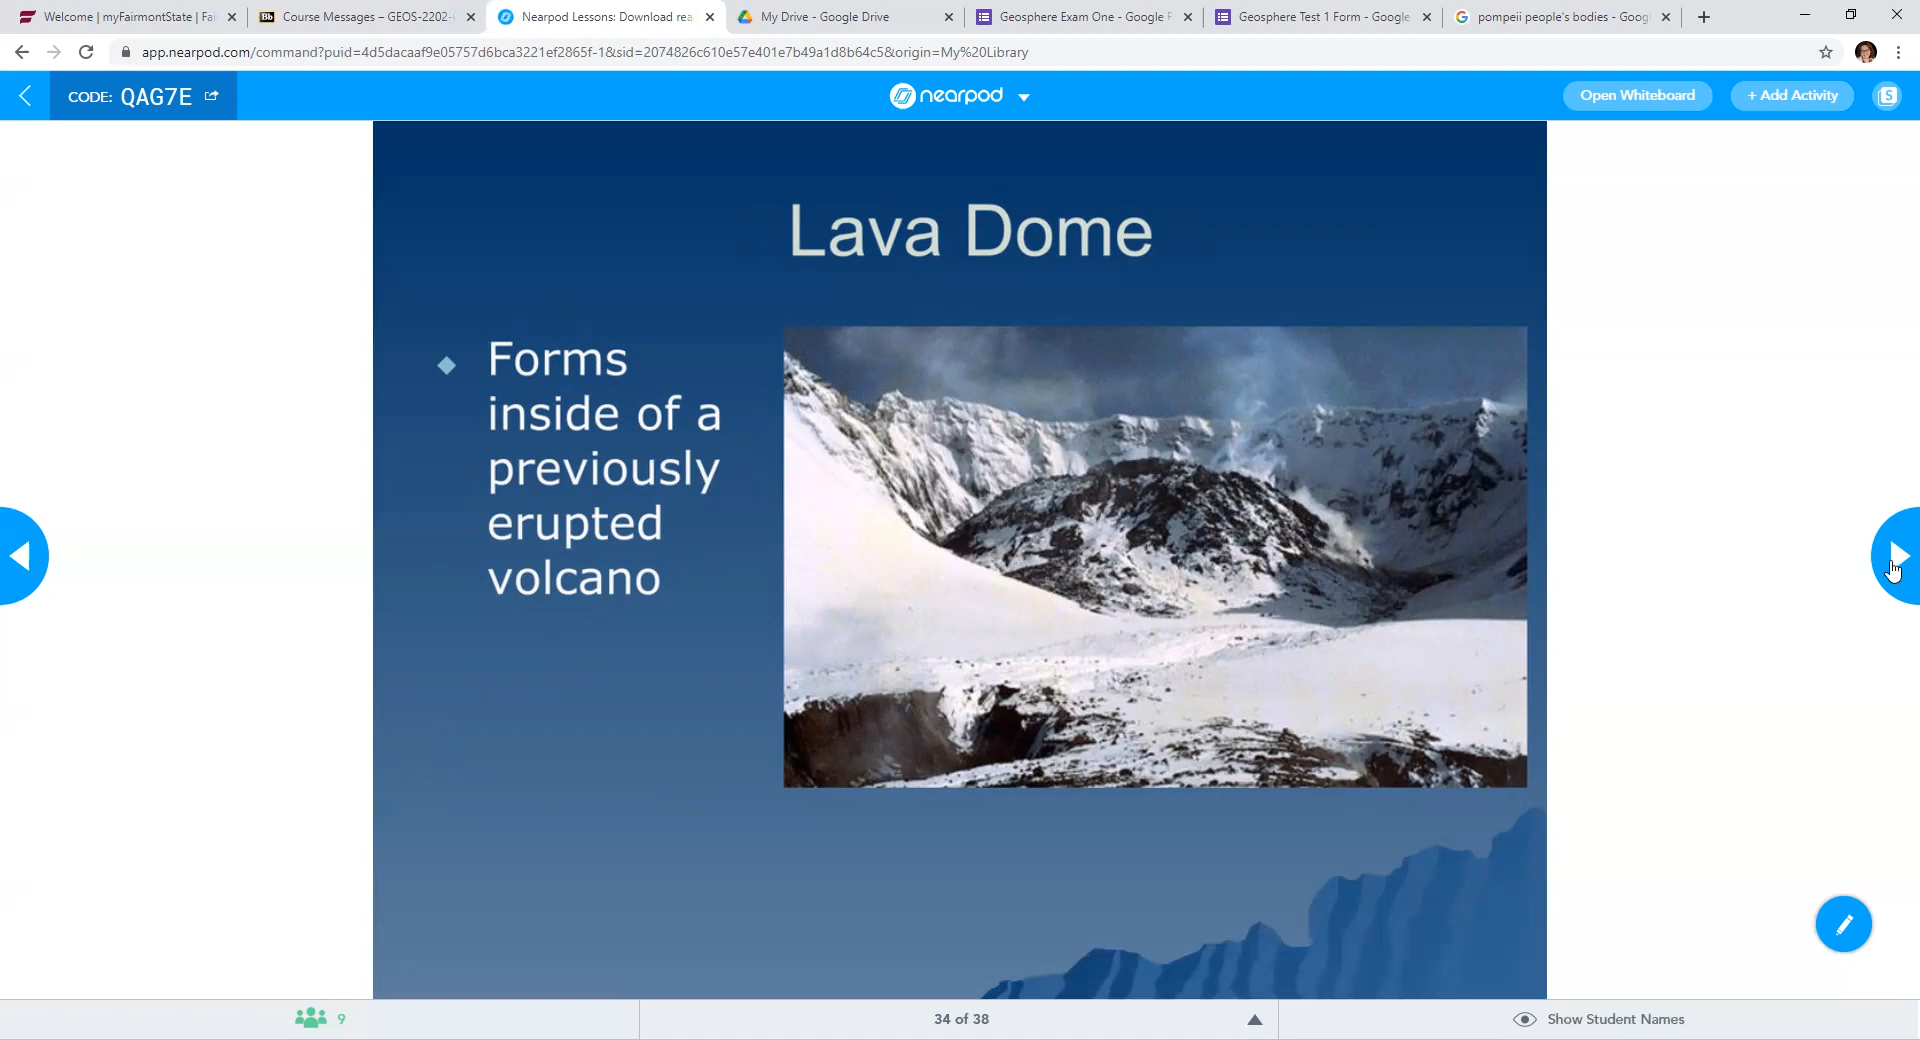 Welcome | myFairmontState | Fai
Course Messages – GEOS-2202-
Nearpod Lessons: Download rea
My Drive - Google Drive
Geosphere Exam One - Google F
Geosphere Test 1 Form - Google
pompeii people's bodies - Goog
app.nearpod.com/command?puid=4d5dacaaf9e05757d6bca3221ef2865f-1&sid=2074826c610e57e401e7b49a1d8b64c5&origin=My%20Library
CODE: QAG7E
nearpod
Open Whiteboard
+ Add Activity
S
Lava Dome
Forms
inside of a
previously
erupted
volcano
9
34 of 38
Show Student Names